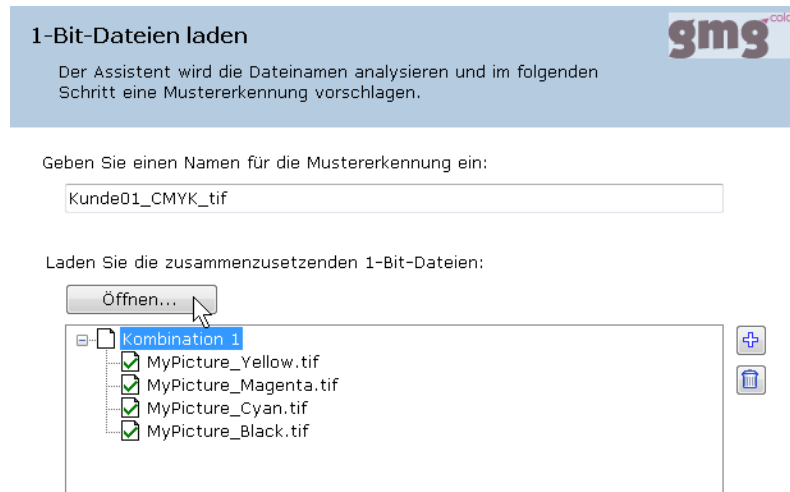 1-Bit-Dateien laden
gmg
Der Assistent wird die Dateinamen analysieren und im folgenden
Schritt eine Mustererkennung vorschlagen.
Geben Sie einen Namen für die Mustererkennung ein:
Kunde01_CMYK_tif
Laden Sie die zusammenzusetzenden 1-Bit-Dateien:
Öffnen...
Kombination 1
MyPicture_Yellow.tif
MyPicture_Magenta.tif
MyPicture_Cyan.tif
MyPicture_Black.tif